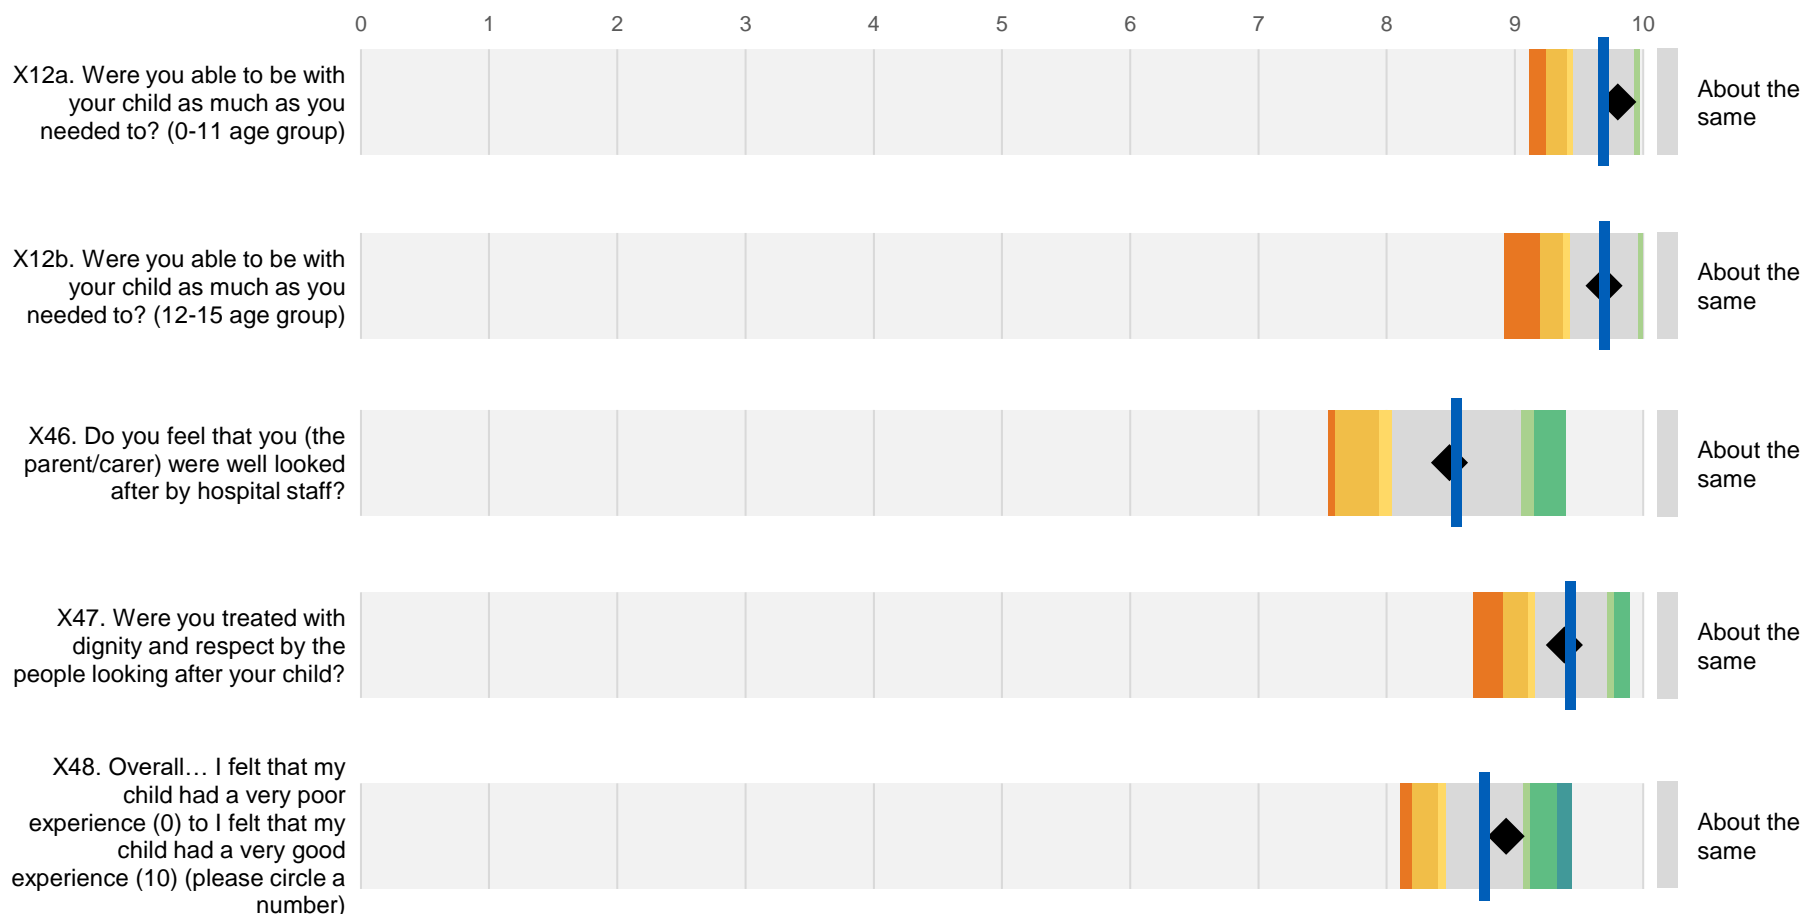 0 1 2 3 4 5 6 7 8 9 10
X12a. Were you able to be with
your child as much as you
needed to? (0-11 age group)
About the
same
X12b. Were you able to be with
your child as much as you
needed to? (12-15 age group)
About the
same
X46. Do you feel that you (the
parent/carer) were well looked
after by hospital staff?
About the
same
X47. Were you treated with
dignity and respect by the
people looking after your child?
About the
same
X48. Overall… I felt that my
child had a very poor
experience (0) to I felt that my
child had a very good
experience (10) (please circle a
number)
About the
same